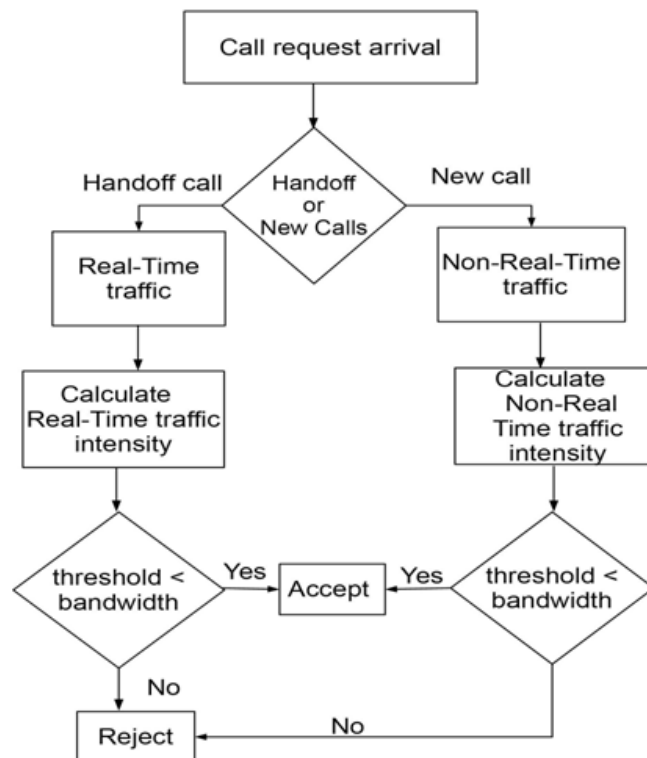 Call request arrival
Handoff call
Handoff
or
New Calls
New call
Real-Time
traffic
Non-Real-Time
traffic
Calculate
Real-Time traffic
intensity
Calculate
Non-Real
Time traffic
intensity
threshold <
bandwidth
Yes
Accept
Yes
threshold <
bandwidth
No
Reject
No